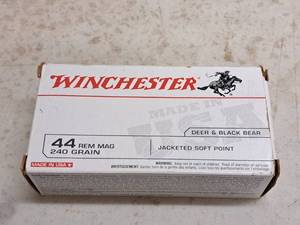 WINCHESTER
MADE IN
USA
DEER & BLACK BEAR
44 REM MAG
240 GRAIN
JACKETED SOFT POINT
MADE IN USA